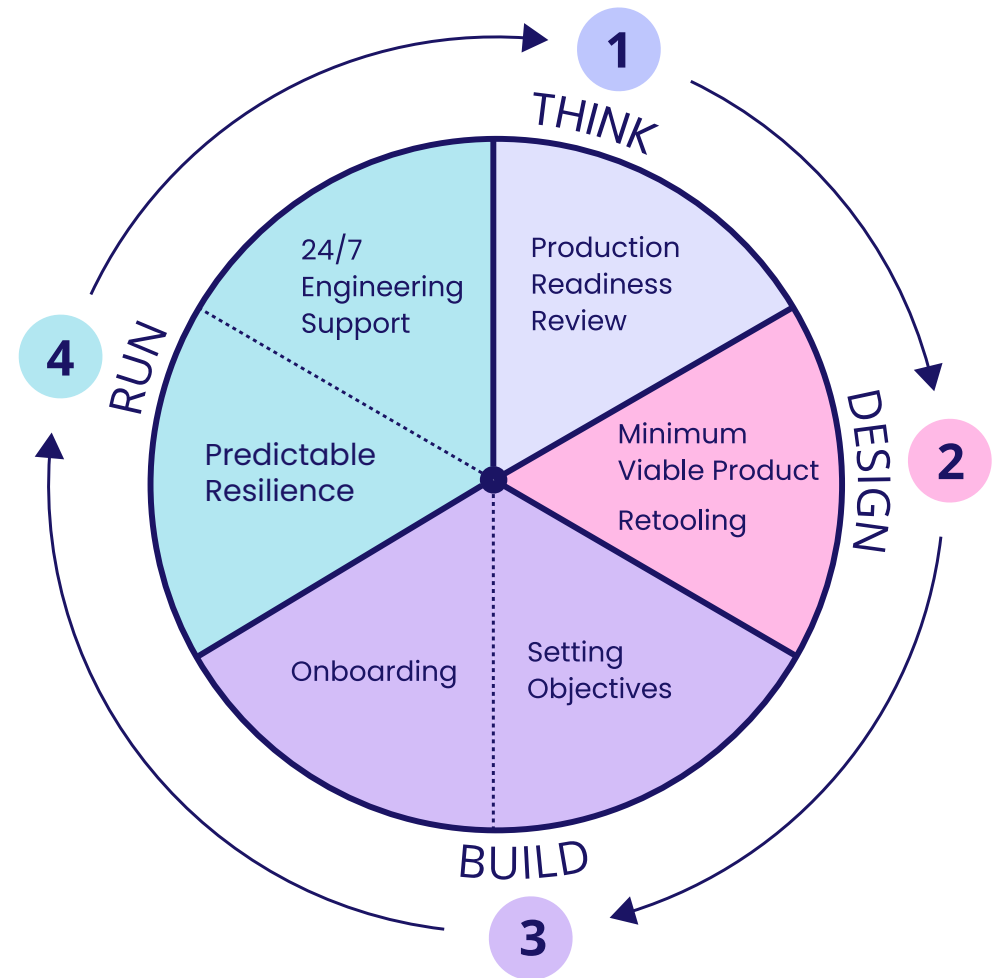 1
THINK
Production
Readiness
Review
2
DESIGN
Minimum
Viable Product
Retooling
3
BUILD
Setting
Objectives
Onboarding
4
RUN
Predictable
Resilience
24/7
Engineering
Support